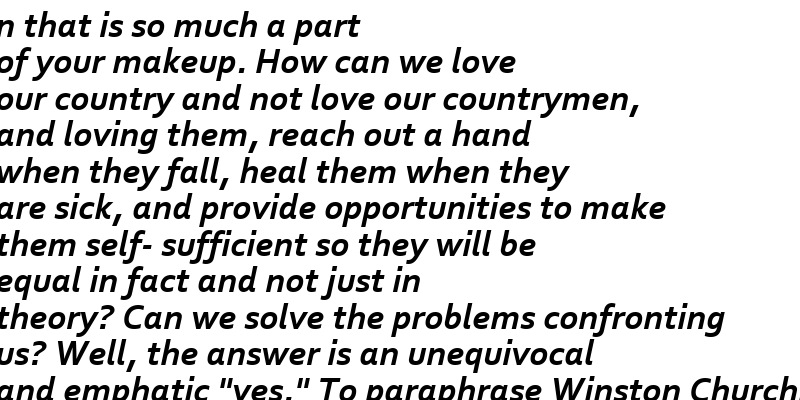 that is so much a part
of your makeup. How can we love
our country and not love our countrymen,
and loving them, reach out a hand
when they fall, heal them when they
are sick, and provide opportunities to make
them self- sufficient so they will be
equal in fact and not just in
theory? Can we solve the problems confronting
us? Well, the answer is an unequivocal
and emphatic "yes." To paraphrase Winston